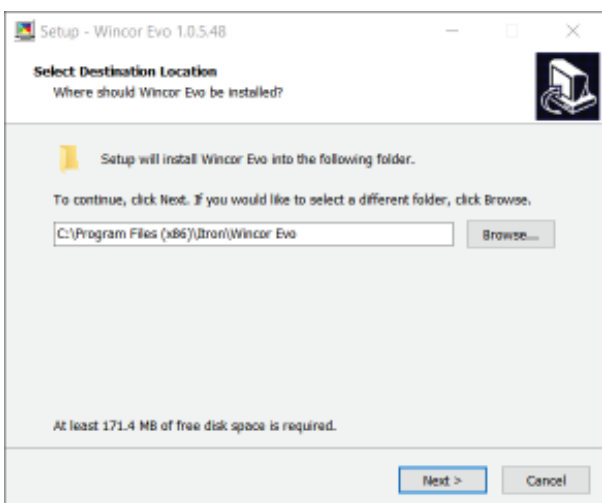 Setup - Wincor Evo 1.0.5.48
Select Destination Location
Where should Wincor Evo be installed?
Setup will install Wincor Evo into the following folder.
To continue, click Next. If you would like to select a different folder, click Browse.
C:\Program Files (x86)\Itron\Wincor Evo
Browse...
At least 171.4 MB of free disk space is required.
Next >
Cancel